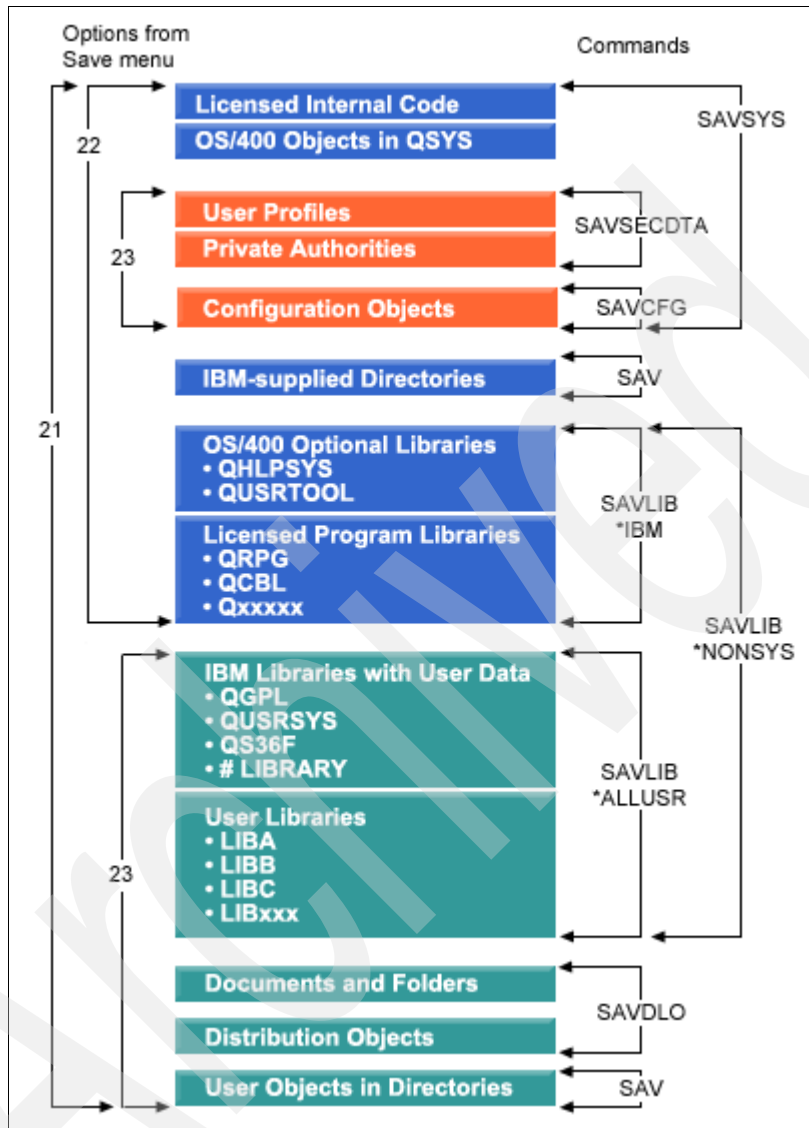 Options from
Save menu
Commands
Licensed Internal Code
OS/400 Objects in QSYS
SAVSYS
22
User Profiles
Private Authorities
SAVSECDTA
23
Configuration Objects
SAVCFG
IBM-supplied Directories
SAV
21
OS/400 Optional Libraries
• QHLPSYS
• QUSRTOOL
Licensed Program Libraries
• QRPG
• QCBL
• Qxxxxx
SAVLIB
*IBM
SAVLIB
*NONSYS
IBM Libraries with User Data
• QGPL
• QUSRSYS
• QS36F
• # LIBRARY
User Libraries
• LIBA
• LIBB
• LIBC
• LIBxxx
SAVLIB
*ALLUSR
23
Documents and Folders
Distribution Objects
SAVDLO
User Objects in Directories
SAV
Archived